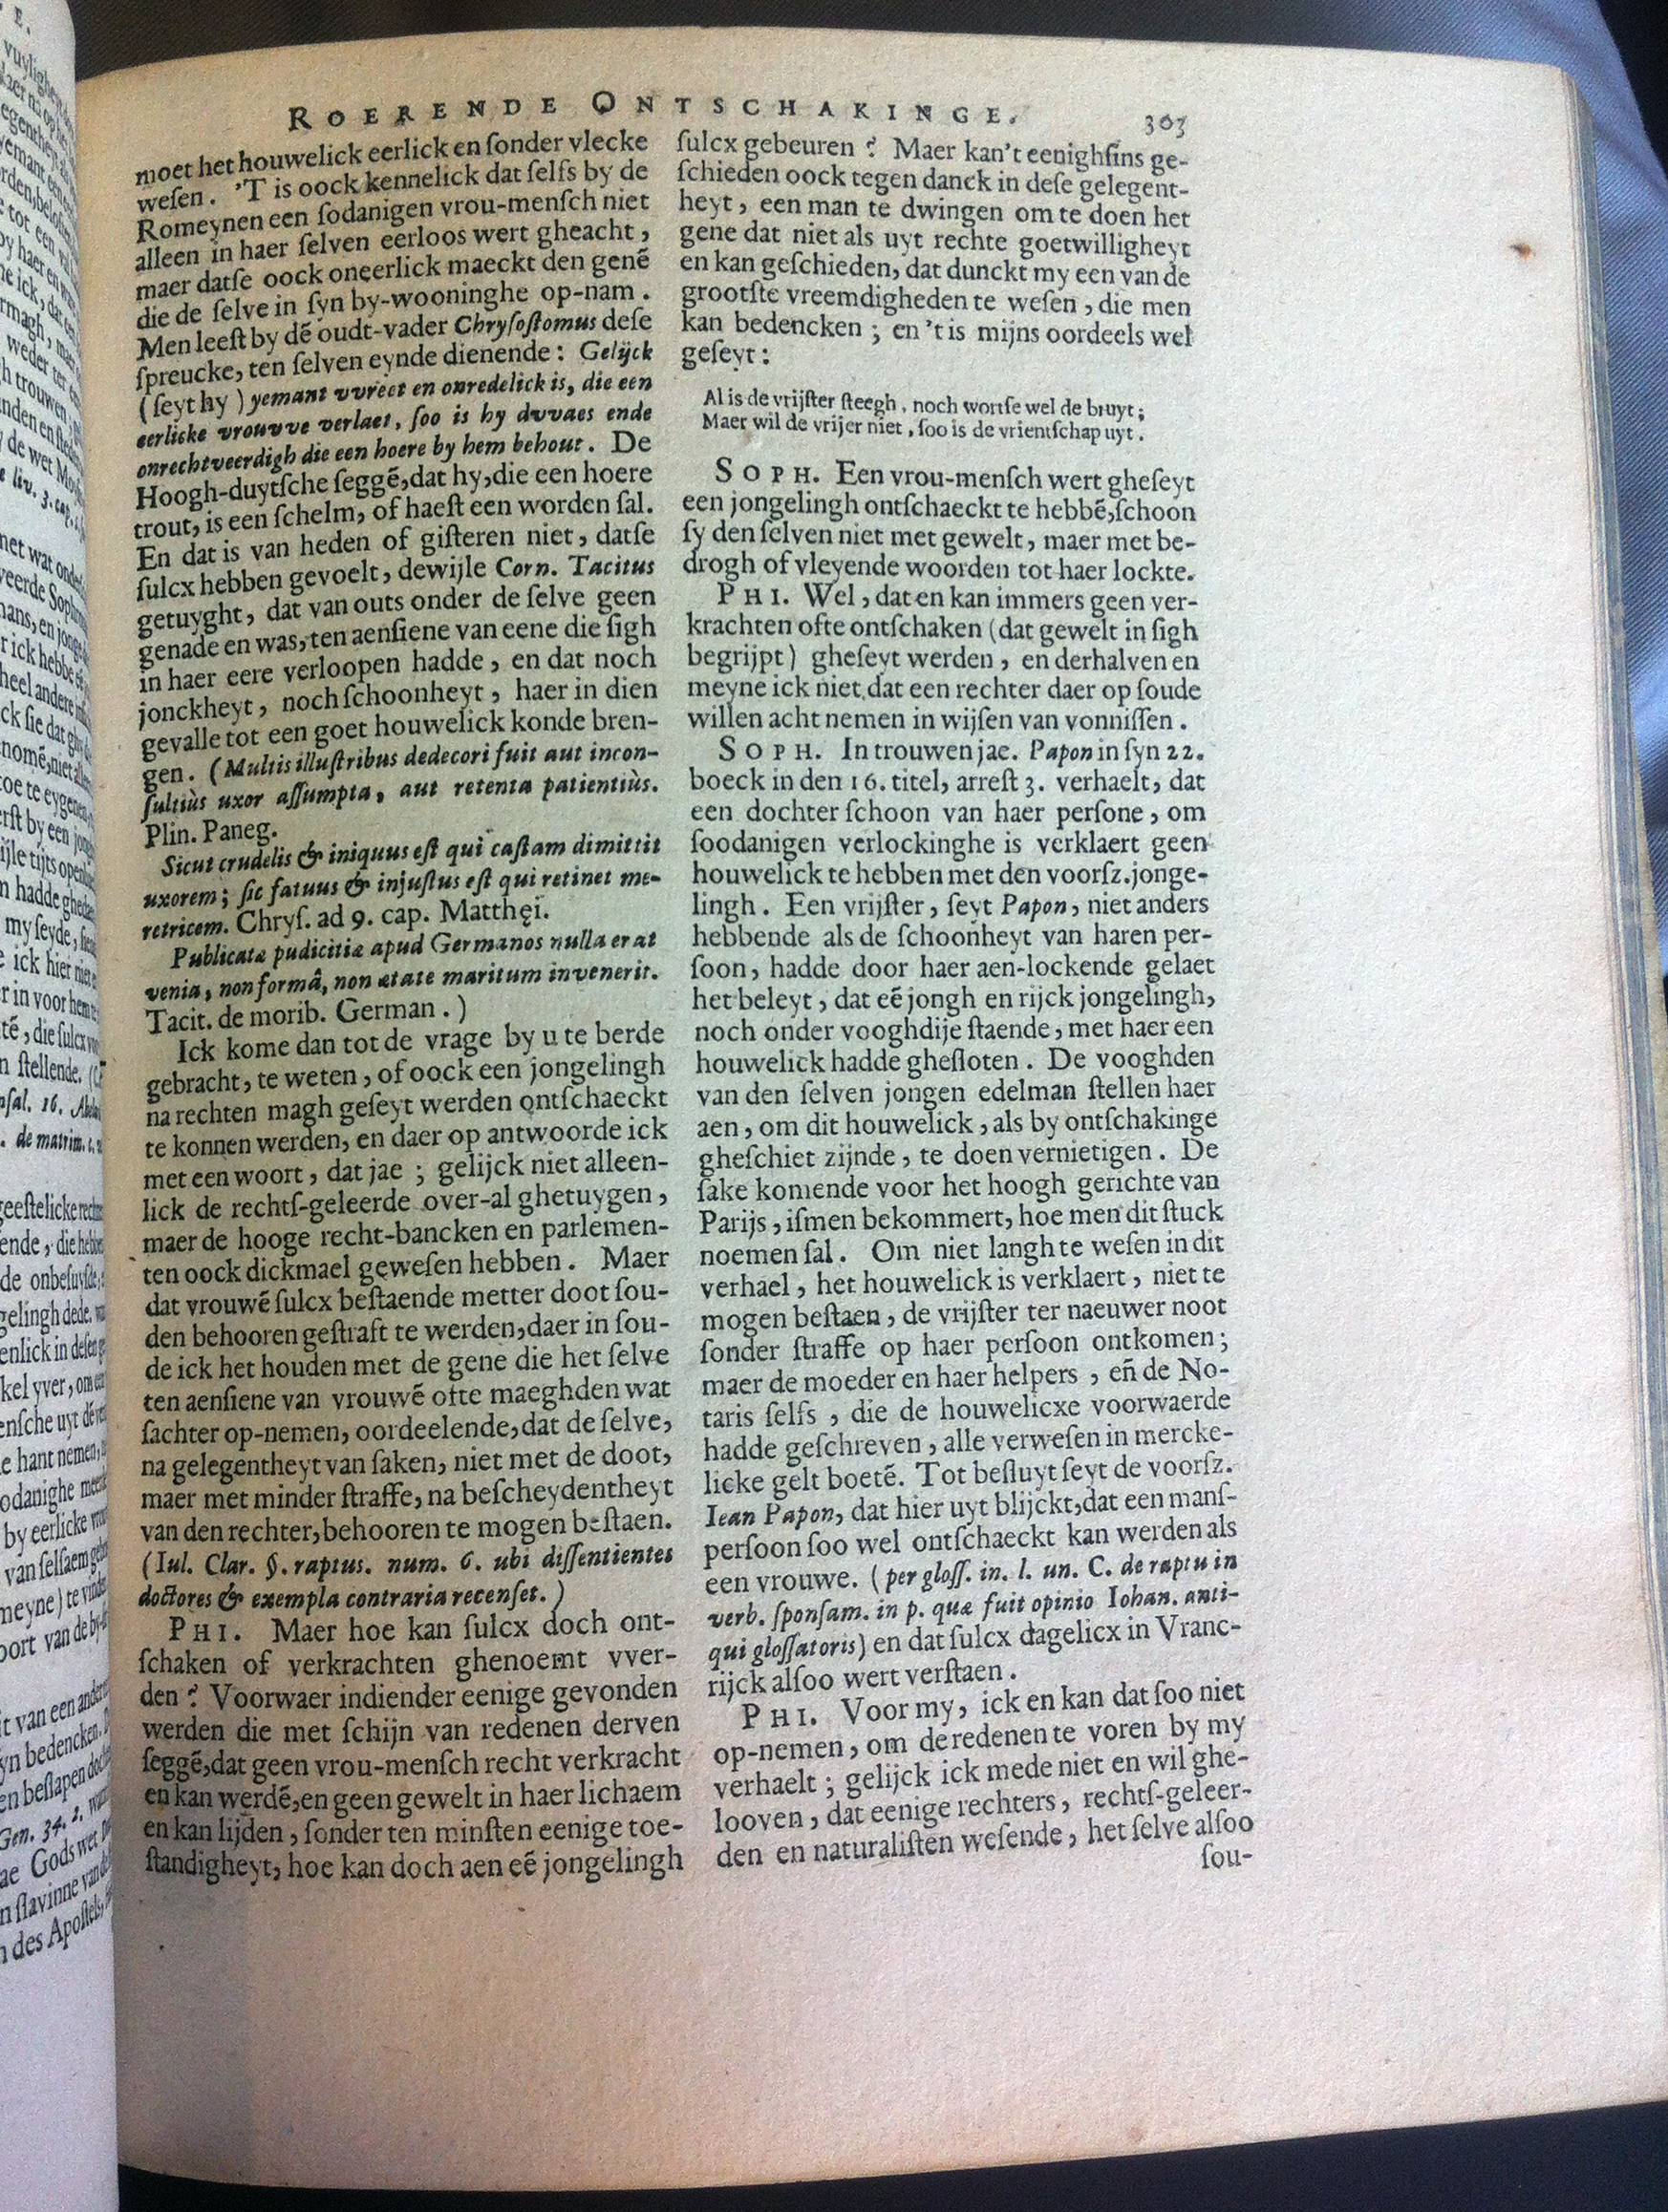 ROERENDE ONTSCHAKINGE. 303
moet het houwelick eerlick en ſonder vlecke
weſen. 'T is oock kennelick dat ſelfs by de
Romeynen een ſodanigen vrou-menſch niet
alleen in haer ſelven eerloos wert gheacht,
maer datſe oock oneerlick maeckt den genẽ
die de ſelve in ſyn by-wooninghe op-nam.
Men leeſt by dẽ oudt-vader Chryſoſtomus deſe
ſpreucke, ten ſelven eynde dienende: Gelijck
(ſeyt hy) yemant vvreet en onredelick is, die een
eerlicke vrouvve verlaet, ſoo is hy dvvaes ende
onrechtveerdigh die een hoere by hem behout. De
Hoogh-duytſche ſeggẽ,dat hy,die een hoere
trout, is een ſchelm, of haeſt een worden ſal.
En dat is van heden of giſteren niet, datſe
ſulcx hebben gevoelt, dewijle Corn. Tacitus
getuyght, dat van outs onder de ſelve geen
genade en was, ten aenſiene van eene die ſigh
in haer eere verloopen hadde, en dat noch
jonckheyt, noch ſchoonheyt, haer in dien
gevalle tot een goet houwelick konde bren-
gen. (Multis illuſtribus dedecori fuit aut incon-
ſultiùs uxor aſſumpta, aut retenta patientiùs.
Plin. Paneg.
Sicut crudelis & iniquus eſt qui caſtam dimittit
uxorem; ſic fatuus & injuſtus eſt qui retinet me-
retricem. Chryſ. ad 9. cap. Matthęi.
Publicatæ pudicitiæ apud Germanos nulla erat
venia, non formâ, non ætate maritum invenerit.
Tacit. de morib. German.)
Ick kome dan tot de vrage by u te berde
gebracht, te weten, of oock een jongelingh
na rechten magh geſeyt werden ontſchaeckt
te konnen werden, en daer op antwoorde ick
met een woort, dat jae; gelijck niet alleen-
lick de rechtſ-geleerde over-al ghetuygen,
maer de hooge recht-bancken en parlemen-
ten oock dickmael geweſen hebben. Maer
dat vrouwẽ ſulcx beſtaende metter doot ſou-
den behooren geſtraft te werden,daer in ſou-
de ick het houden met de gene die het ſelve
ten aenſiene van vrouwẽ ofte maeghden wat
ſachter op-nemen, oordeelende,dat de ſelve,
na gelegentheyt van ſaken, niet met de doot,
maer met minder ſtraffe, na beſcheydentheyt
van den rechter,behooren te mogen beſtaen.
(Iul. Clar. §. raptus. num. 6. ubi diſſentientes
doctores & exempla contraria recenſet.)
PHI. Maer hoe kan ſulcx doch ont-
ſchaken of verkrachten ghenoemt vver-
den? Voorwaer indiender eenige gevonden
werden die met ſchijn van redenen derven
ſeggẽ,dat geen vrou-menſch recht verkracht
en kan werdẽ,en geen gewelt in haer lichaem
en kan lijden, ſonder ten minſten eenige toe-
ſtandigheyt, hoe kan doch aen eẽ jongelingh
ſulcx gebeuren? Maer kan't eenighſins ge-
ſchieden oock tegen danck in deſe gelegent-
heyt, een man te dwingen om te doen het
gene dat niet als uyt rechte goetwilligheyt
en kan geſchieden, dat dunckt my een van de
grootſte vreemdigheden te weſen, die men
kan bedencken; en 't is mijns oordeels wel
geſeyt:
Al is de vrijſter ſteegh, noch wortſe wel de bruyt;
Maer wil de vrijer niet, ſoo is de vrientſchap uyt.
SOPH. Een vrou-menſch wert gheſeyt
een jongelingh ontſchaeckt te hebbẽ,ſchoon
ſy den ſelven niet met gewelt, maer met be-
drogh of vleyende woorden tot haer lockte.
PHI. Wel, dat en kan immers geen ver-
krachten ofte ontſchaken (dat gewelt in ſigh
begrijpt) gheſeyt werden, en derhalven en
meyne ick niet dat een rechter daer op ſoude
willen acht nemen in wijſen van vonniſſen.
SOPH. In trouwen jae. Papon in ſyn 22.
boeck in den 16. titel, arreſt 3. verhaelt, dat
een dochter ſchoon van haer perſone, om
ſoodanigen verlockinghe is verklaert geen
houwelick te hebben met den voorſz.jonge-
lingh. Een vrijſter, ſeyt Papon, niet anders
hebbende als de ſchoonheyt van haren per-
ſoon, hadde door haer aen-lockende gelaet
het beleyt, dat eẽ jongh en rijck jongelingh,
noch onder vooghdije ſtaende, met haer een
houwelick hadde gheſloten. De vooghden
van den ſelven jongen edelman ſtellen haer
aen, om dit houwelick, als by ontſchakinge
gheſchiet zijnde, te doen vernietigen. De
ſake komende voor het hoogh gerichte van
Parijs, iſmen bekommert, hoe men dit ſtuck
noemen ſal. Om niet langh te weſen in dit
verhael, het houwelick is verklaert, niet te
mogen beſtaen, de vrijſter ter naeuwer noot
ſonder ſtraffe op haer perſoon ontkomen;
maer de moeder en haer helpers, eñ de No-
taris ſelfs, die de houwelicxe voorwaerde
hadde geſchreven, alle verweſen in mercke-
licke gelt boetẽ. Tot beſluyt ſeyt de voorſz.
Iean Papon, dat hier uyt blijckt,dat een manſ-
perſoon ſoo wel ontſchaeckt kan werden als
een vrouwe. (per gloſſ. in. l. un. C. de raptu in
verb. ſponſam. in p. quæ fuit opinio Iohan. anti-
qui gloſſatoris) en dat ſulcx dagelicx in Vranc-
rijck alſoo wert verſtaen.
PHI. Voor my, ick en kan dat ſoo niet
op-nemen, om de redenen te voren by my
verhaelt; gelijck ick mede niet en wil ghe-
looven, dat eenige rechters, rechtſ-geleer-
den en naturaliſten weſende, het ſelve alſoo
ſou-